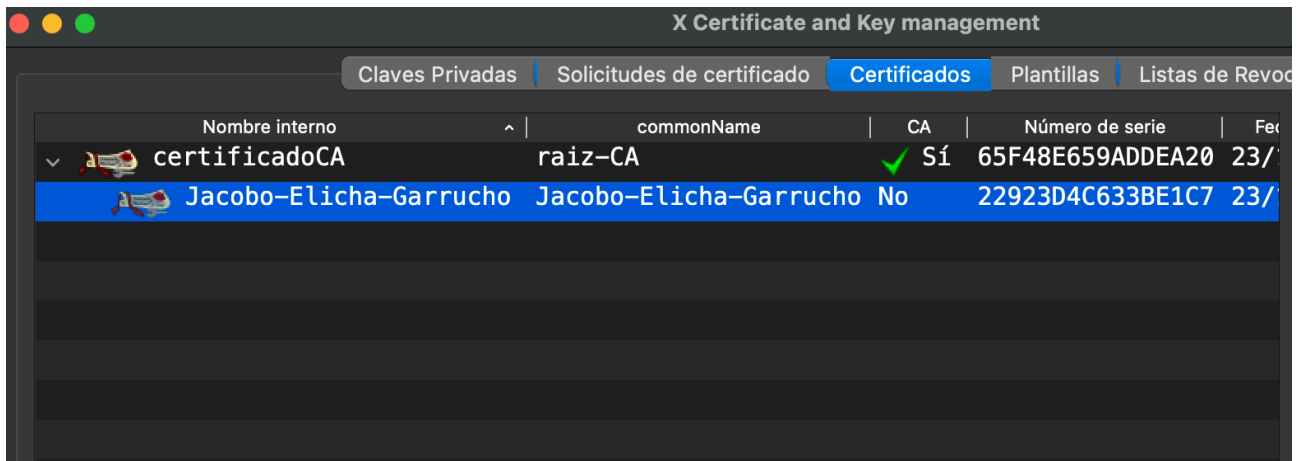 X Certificate and Key management
Claves Privadas Solicitudes de certificado Certificados Plantillas Listas de Revoc
Nombre interno commonName CA Número de serie Fec
certificadoCA raiz-CA Sí 65F48E659ADDEA20 23/
Jacobo-Elicha-Garrucho Jacobo-Elicha-Garrucho No 22923D4C633BE1C7 23/